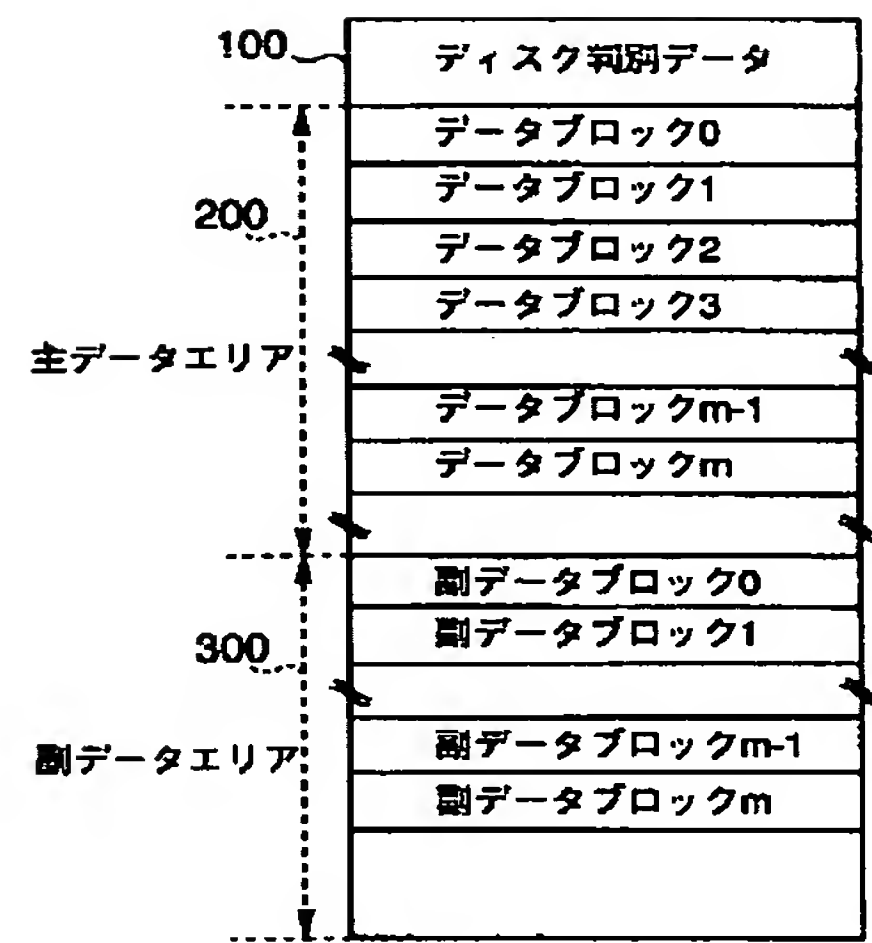 100
ディスク判別データ
データブロック0
データブロック1
200
データブロック2
データブロック3
主データエリア
データブロックm-1
データブロックm
副データブロック0
副データブロック1
300
副データブロックm-1
副データエリア
副データブロックm